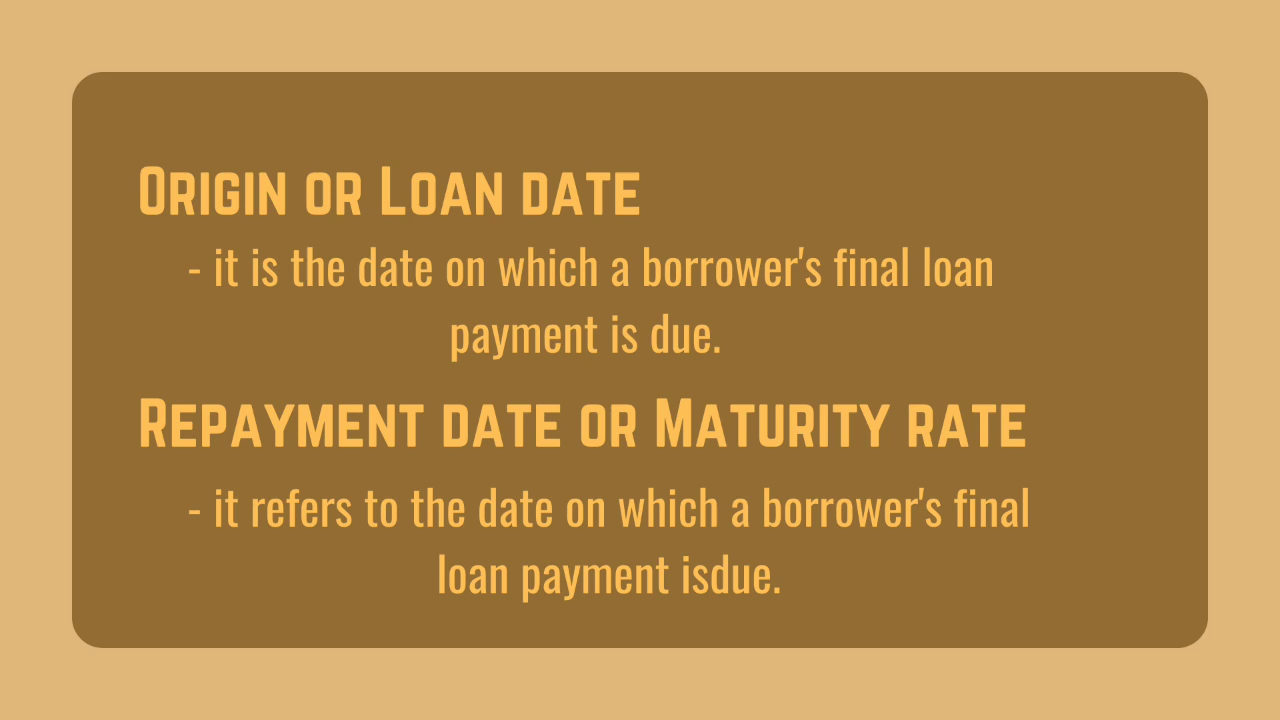 Origin or Loan date
- it is the date on which a borrower's final loan
payment is due.
Repayment date or Maturity rate
- it refers to the date on which a borrower's final
loan payment isdue.